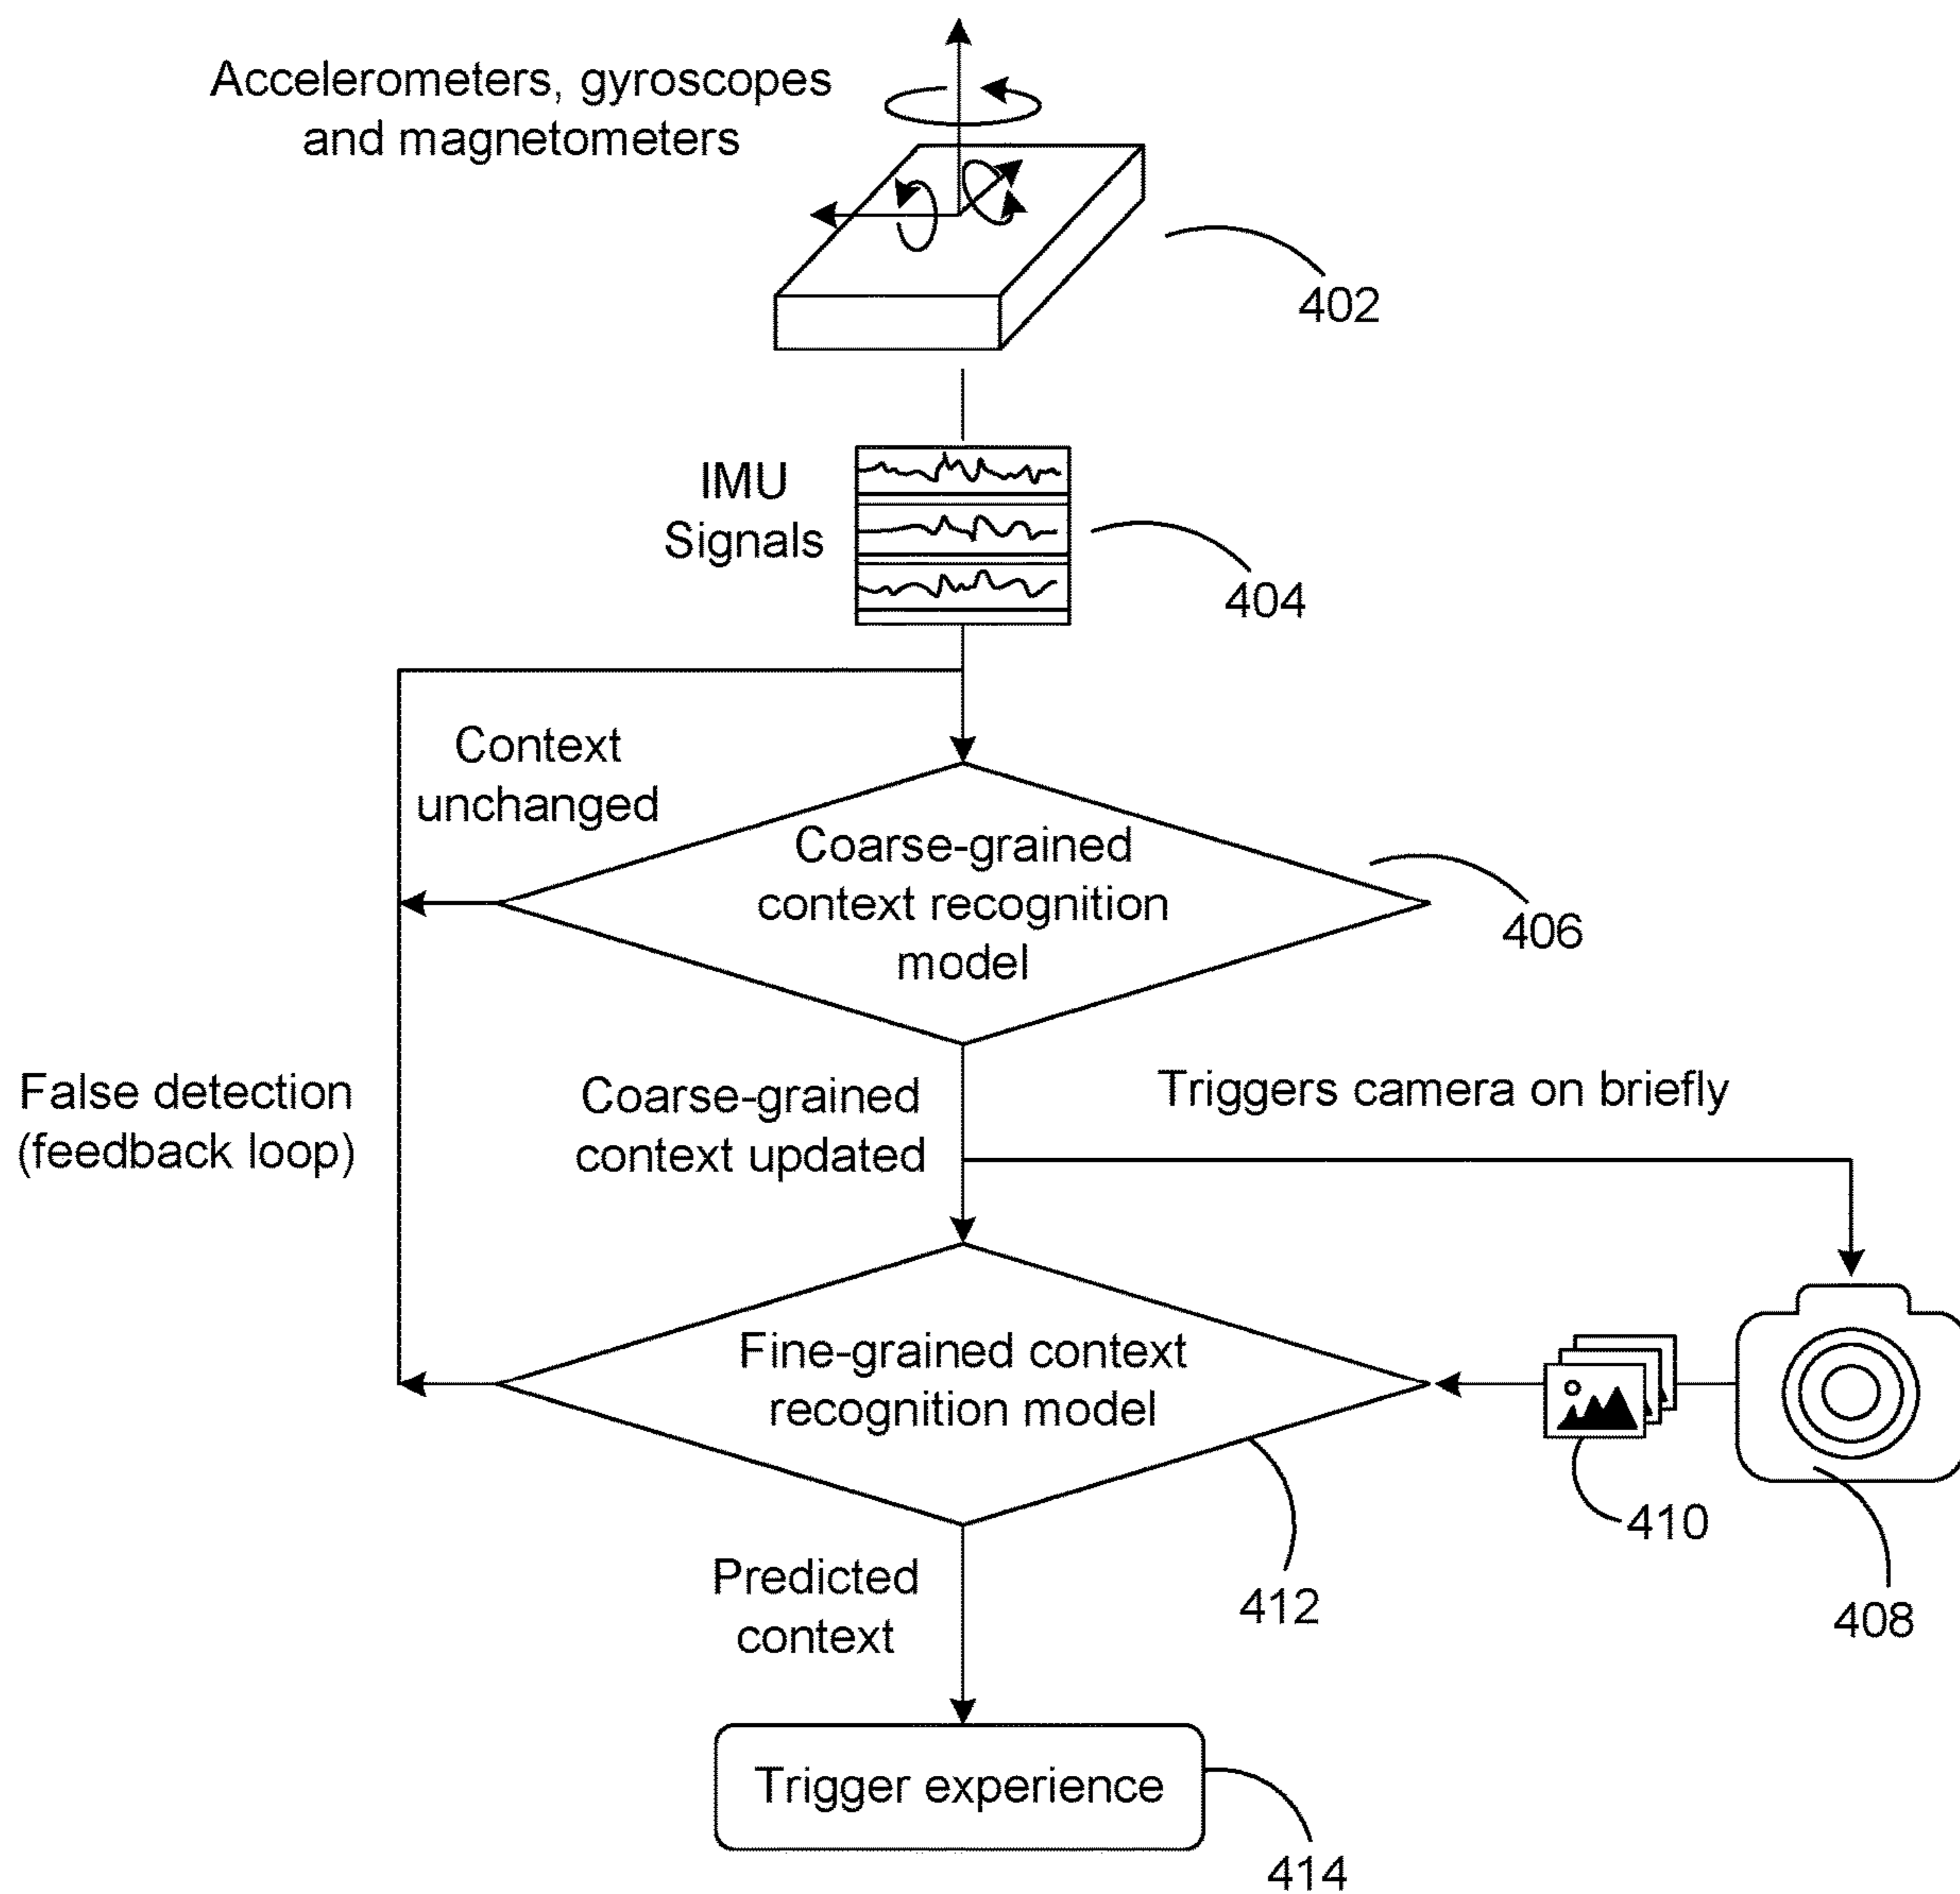 Accelerometers, gyroscopes
and magnetometers
402
IMU
Signals
404
Context
unchanged
Coarse-grained
context recognition
model
406
False detection
(feedback loop)
Coarse-grained
context updated
Triggers camera on briefly
Fine-grained context
recognition model
410
412
408
Predicted
context
Trigger experience
414